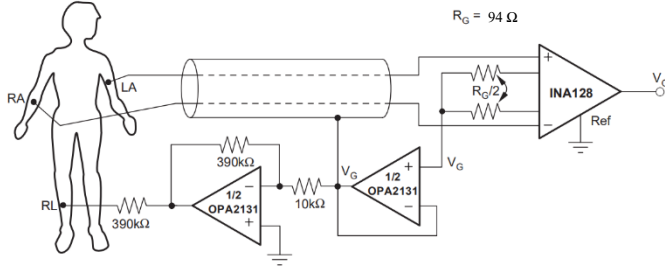 R_G = 94 Ω
LA
RA
R_G/2
+
−
INA128
Ref
V_O
390kΩ
V_G
V_G
+
1/2
OPA2131
−
10kΩ
−
1/2
OPA2131
+
RL
390kΩ